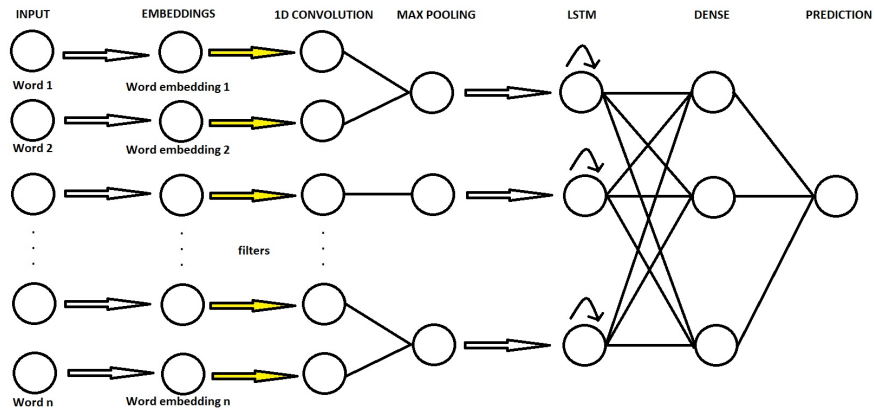 INPUT EMBEDDINGS 1D CONVOLUTION MAX POOLING LSTM DENSE PREDICTION
Word 1 Word embedding 1
Word 2 Word embedding 2
filters
Word n Word embedding n